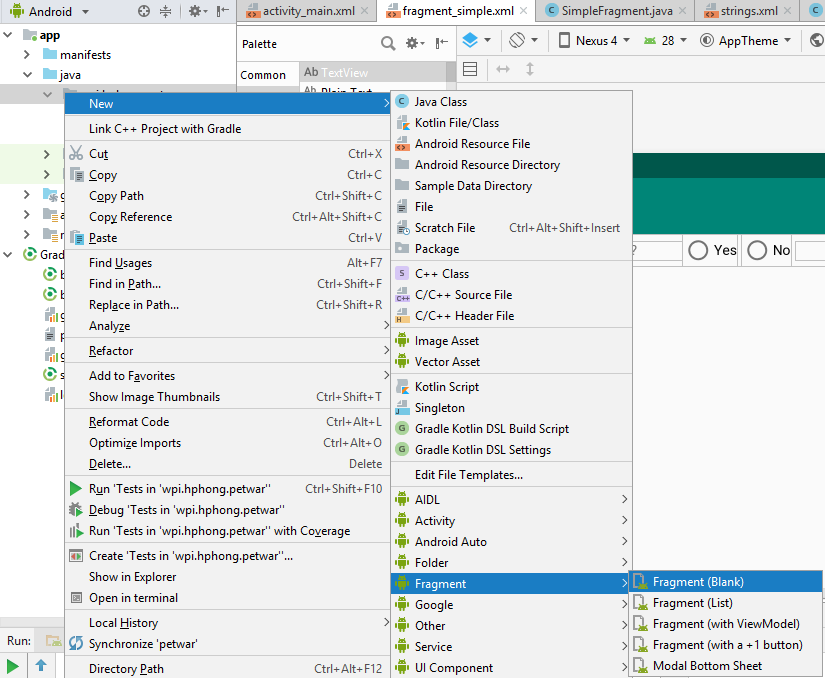 Android
activity_main.xml
fragment_simple.xml
SimpleFragment.java
strings.xml
app
manifests
java
Palette
Common
Ab TextView
Ab Plain Text
Nexus 4
28
AppTheme
New
Link C++ Project with Gradle
Cut Ctrl+X
Copy Ctrl+C
Copy Path Ctrl+Shift+C
Copy Reference Ctrl+Alt+Shift+C
Paste Ctrl+V
Find Usages Alt+F7
Find in Path... Ctrl+Shift+F
Replace in Path... Ctrl+Shift+R
Analyze
Refactor
Add to Favorites
Show Image Thumbnails Ctrl+Shift+T
Reformat Code Ctrl+Alt+L
Optimize Imports Ctrl+Alt+O
Delete... Delete
Run 'Tests in 'wpi.hphong.petwar'' Ctrl+Shift+F10
Debug 'Tests in 'wpi.hphong.petwar''
Run 'Tests in 'wpi.hphong.petwar'' with Coverage
Create 'Tests in 'wpi.hphong.petwar''...
Show in Explorer
Open in terminal
Local History
Synchronize 'petwar'
Directory Path Ctrl+Alt+F12
Java Class
Kotlin File/Class
Android Resource File
Android Resource Directory
Sample Data Directory
File
Scratch File Ctrl+Alt+Shift+Insert
Package
C++ Class
C/C++ Source File
C/C++ Header File
Image Asset
Vector Asset
Kotlin Script
Singleton
Gradle Kotlin DSL Build Script
Gradle Kotlin DSL Settings
Edit File Templates...
AIDL
Activity
Android Auto
Folder
Fragment
Google
Other
Service
UI Component
Fragment (Blank)
Fragment (List)
Fragment (with ViewModel)
Fragment (with a +1 button)
Modal Bottom Sheet
? Yes No
Grad
Run: